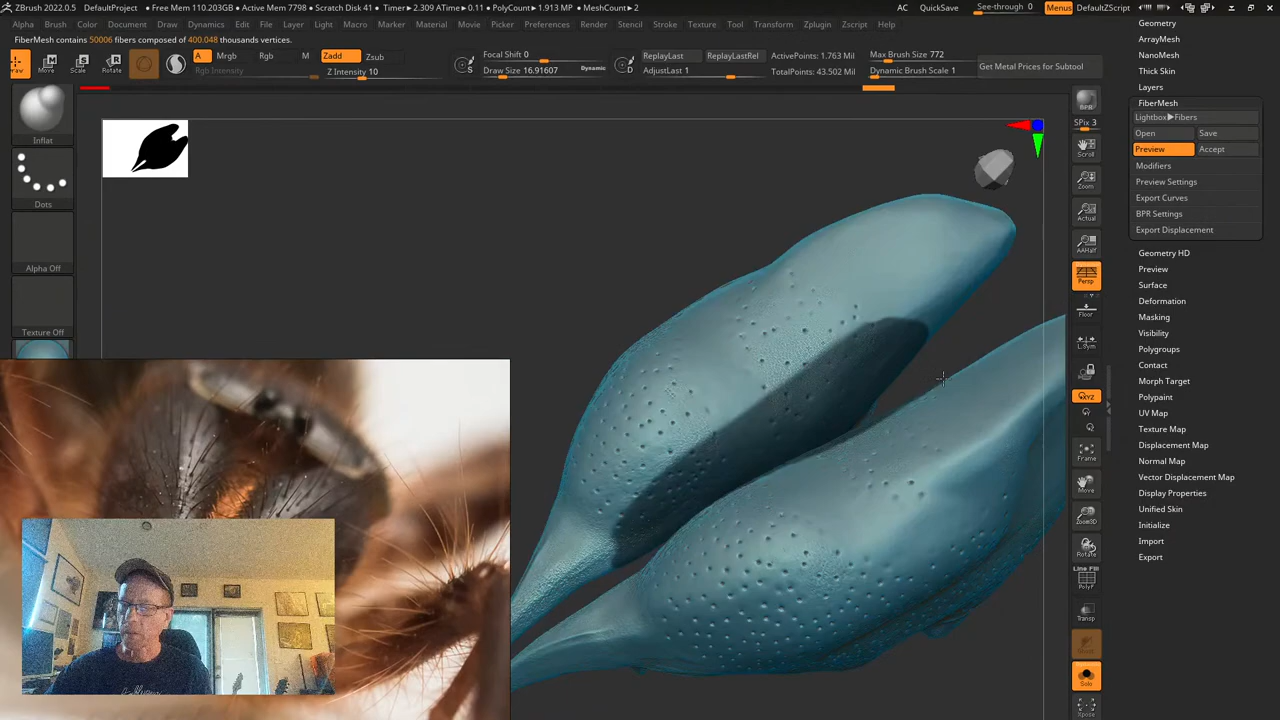 ZBrush 2022.0.5 DefaultProject • Free Mem 110.203GB • Active Mem 7798 • Scratch Disk 41 • Timer▸2.309 ATime▸0.11 • PolyCount▸1.913 MP • MeshCount▸2
AC QuickSave See-through 0 Menus DefaultZScript
Alpha Brush Color Document Draw Dynamics Edit File Layer Light Macro Marker Material Movie Picker Preferences Render Stencil Stroke Texture Tool Transform Zplugin Zscript Help
FiberMesh contains 50006 fibers composed of 400.048 thousands vertices.
Draw Move Scale Rotate
A Mrgb Rgb M Zadd Zsub
Rgb Intensity Z Intensity 10
Focal Shift 0
Draw Size 16.91607 Dynamic
S D
ReplayLast ReplayLastRel
AdjustLast 1
ActivePoints: 1.763 Mil
TotalPoints: 43.502 Mil
Max Brush Size 772
Dynamic Brush Scale 1
Get Metal Prices for Subtool
Inflat
Dots
Alpha Off
Texture Off
BPR
SPix 3
Scroll
Zoom
Actual
AAHalf
Persp
Floor
L.Sym
XYZ
Frame
Move
Zoom3D
Rotate
Line Fill
PolyF
Transp
Solo
Xpose
Geometry
ArrayMesh
NanoMesh
Thick Skin
Layers
FiberMesh
Lightbox▸Fibers
Open Save
Preview Accept
Modifiers
Preview Settings
Export Curves
BPR Settings
Export Displacement
Geometry HD
Preview
Surface
Deformation
Masking
Visibility
Polygroups
Contact
Morph Target
Polypaint
UV Map
Texture Map
Displacement Map
Normal Map
Vector Displacement Map
Display Properties
Unified Skin
Initialize
Import
Export